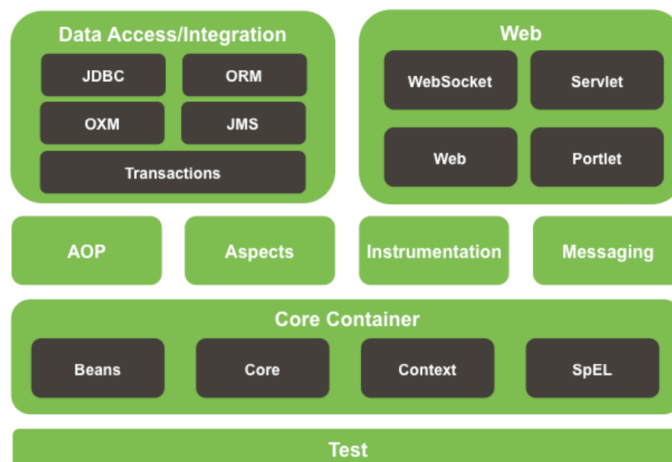 Data Access/Integration
JDBC
ORM
OXM
JMS
Transactions
Web
WebSocket
Servlet
Web
Portlet
AOP
Aspects
Instrumentation
Messaging
Core Container
Beans
Core
Context
SpEL
Test